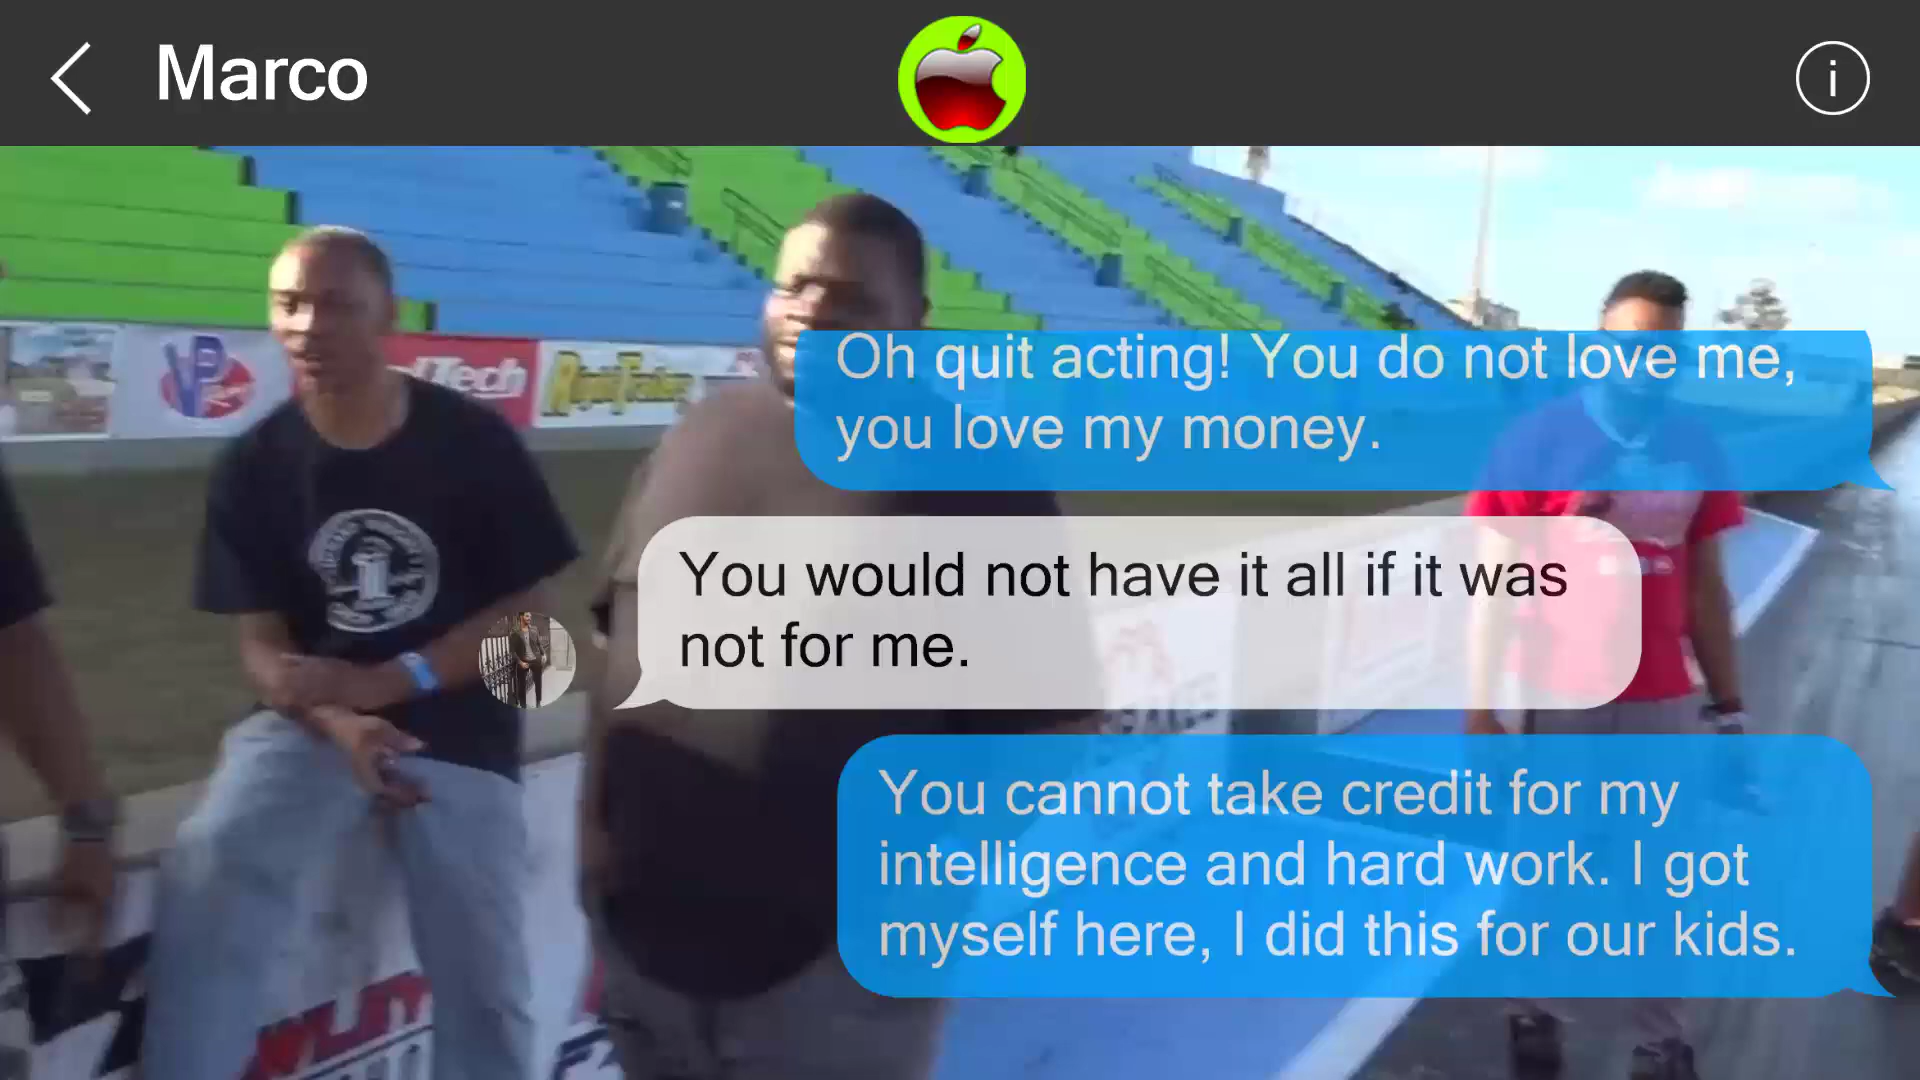 Marco
Oh quit acting! You do not love me,
you love my money.
You would not have it all if it was
not for me.
You cannot take credit for my
intelligence and hard work. I got
myself here, I did this for our kids.